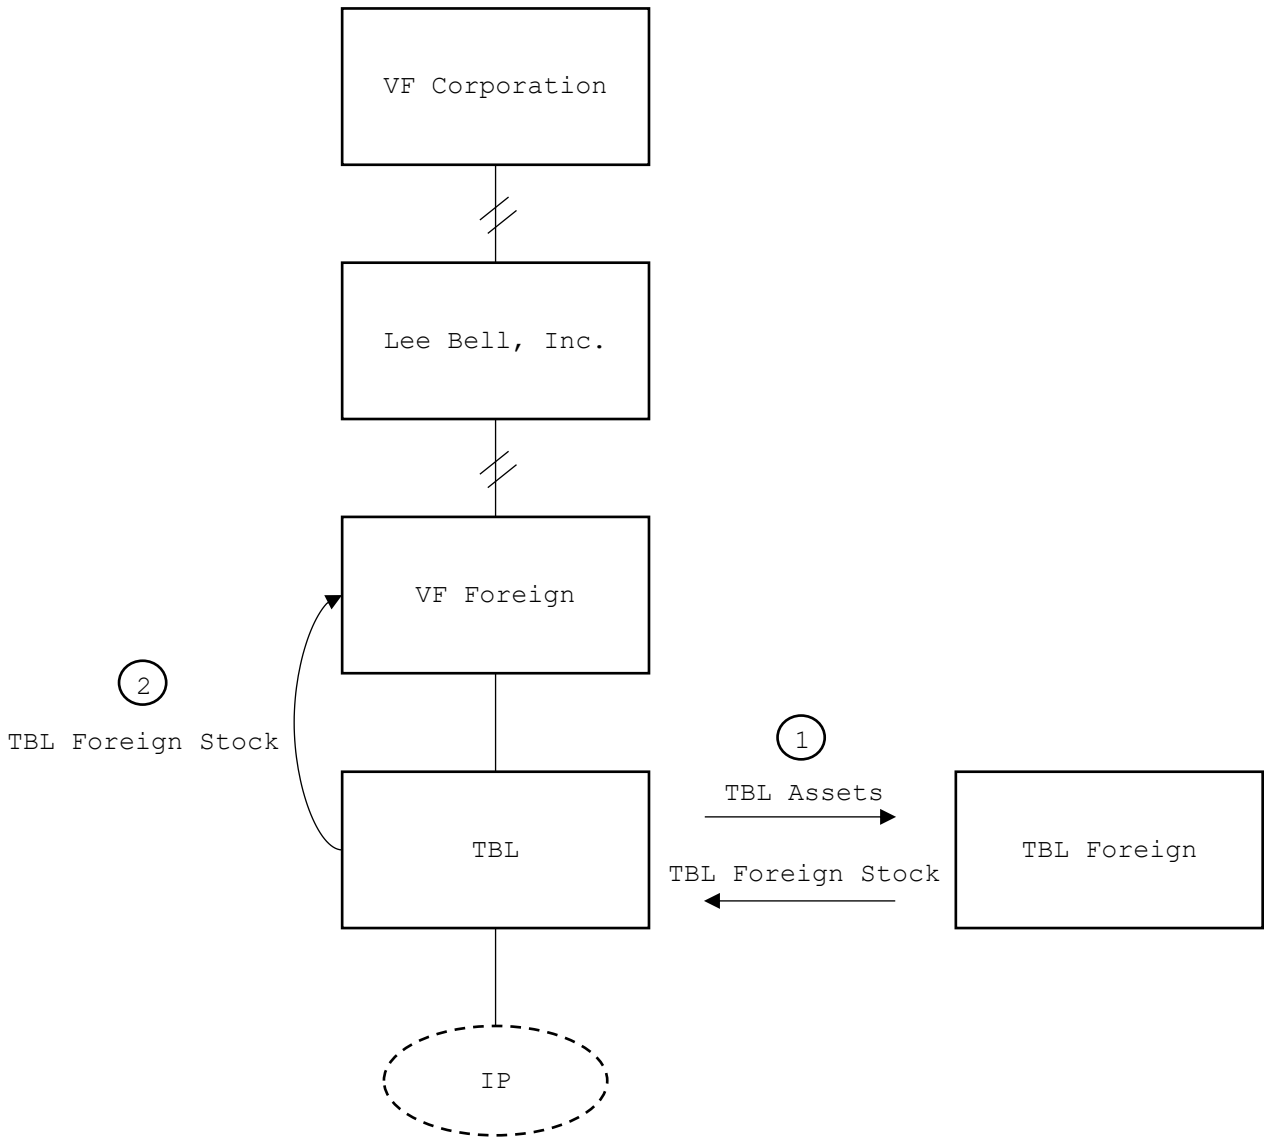 VF Corporation
Lee Bell, Inc.
VF Foreign
2
TBL Foreign Stock
1
TBL Assets
TBL
TBL Foreign Stock
TBL Foreign
IP